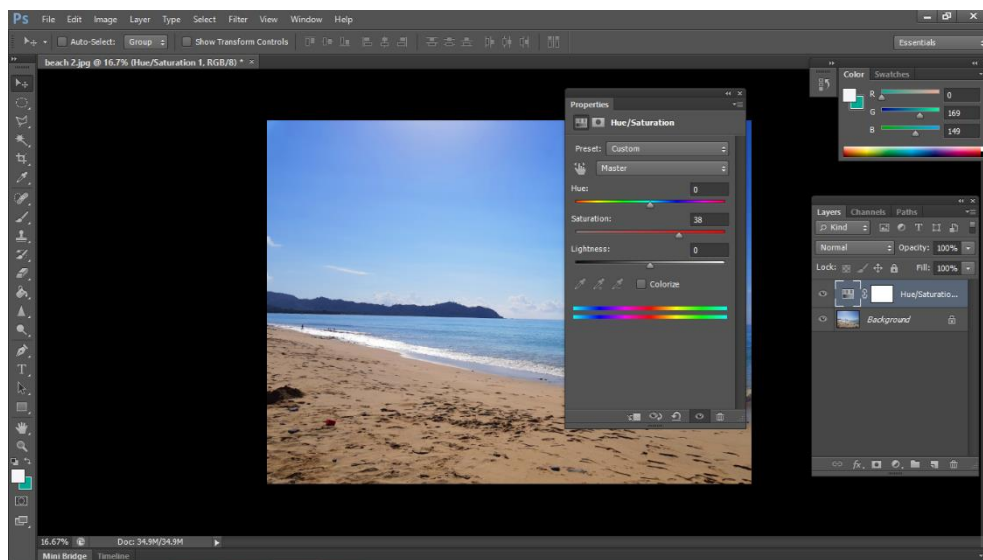 Ps File Edit Image Layer Type Select Filter View Window Help
Auto-Select: Group Show Transform Controls Essentials
beach 2.jpg @ 16.7% (Hue/Saturation 1, RGB/8) * ×
Color Swatches
R 0
G 169
B 149
Properties
Hue/Saturation
Preset: Custom
Master
Hue: 0
Saturation: 38
Lightness: 0
Colorize
Layers Channels Paths
Kind T
Normal Opacity: 100%
Lock: Fill: 100%
Hue/Saturatio...
Background
fx
16.67% Doc: 34.9M/34.9M
Mini Bridge Timeline